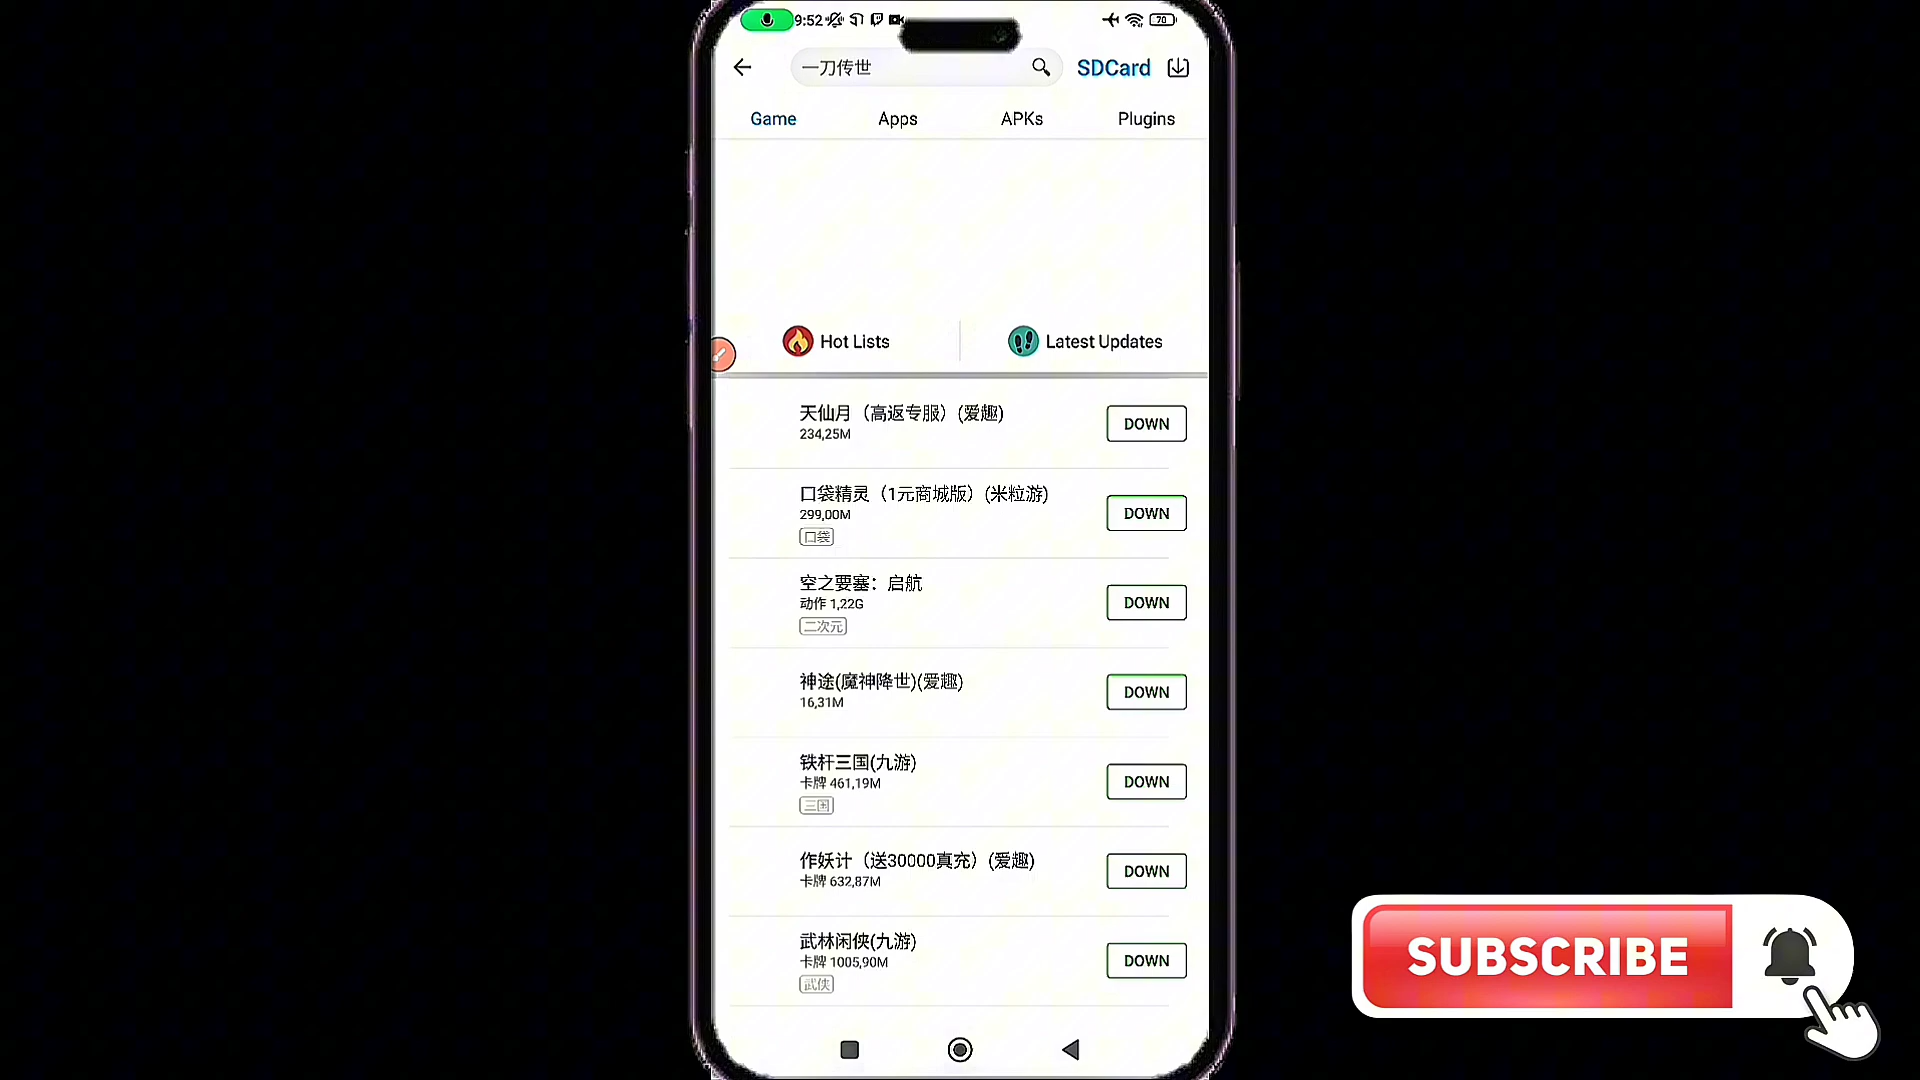 9:52
70
一刀传世
SDCard
Game
Apps
APKs
Plugins
Hot Lists
Latest Updates
天仙月（高返专服）(爱趣)
234,25M
DOWN
口袋精灵（1元商城版）(米粒游)
299,00M
口袋
DOWN
空之要塞：启航
动作 1,22G
二次元
DOWN
神途(魔神降世)(爱趣)
16,31M
DOWN
铁杆三国(九游)
卡牌 461,19M
三国
DOWN
作妖计（送30000真充）(爱趣)
卡牌 632,87M
DOWN
武林闲侠(九游)
卡牌 1005,90M
武侠
DOWN
SUBSCRIBE